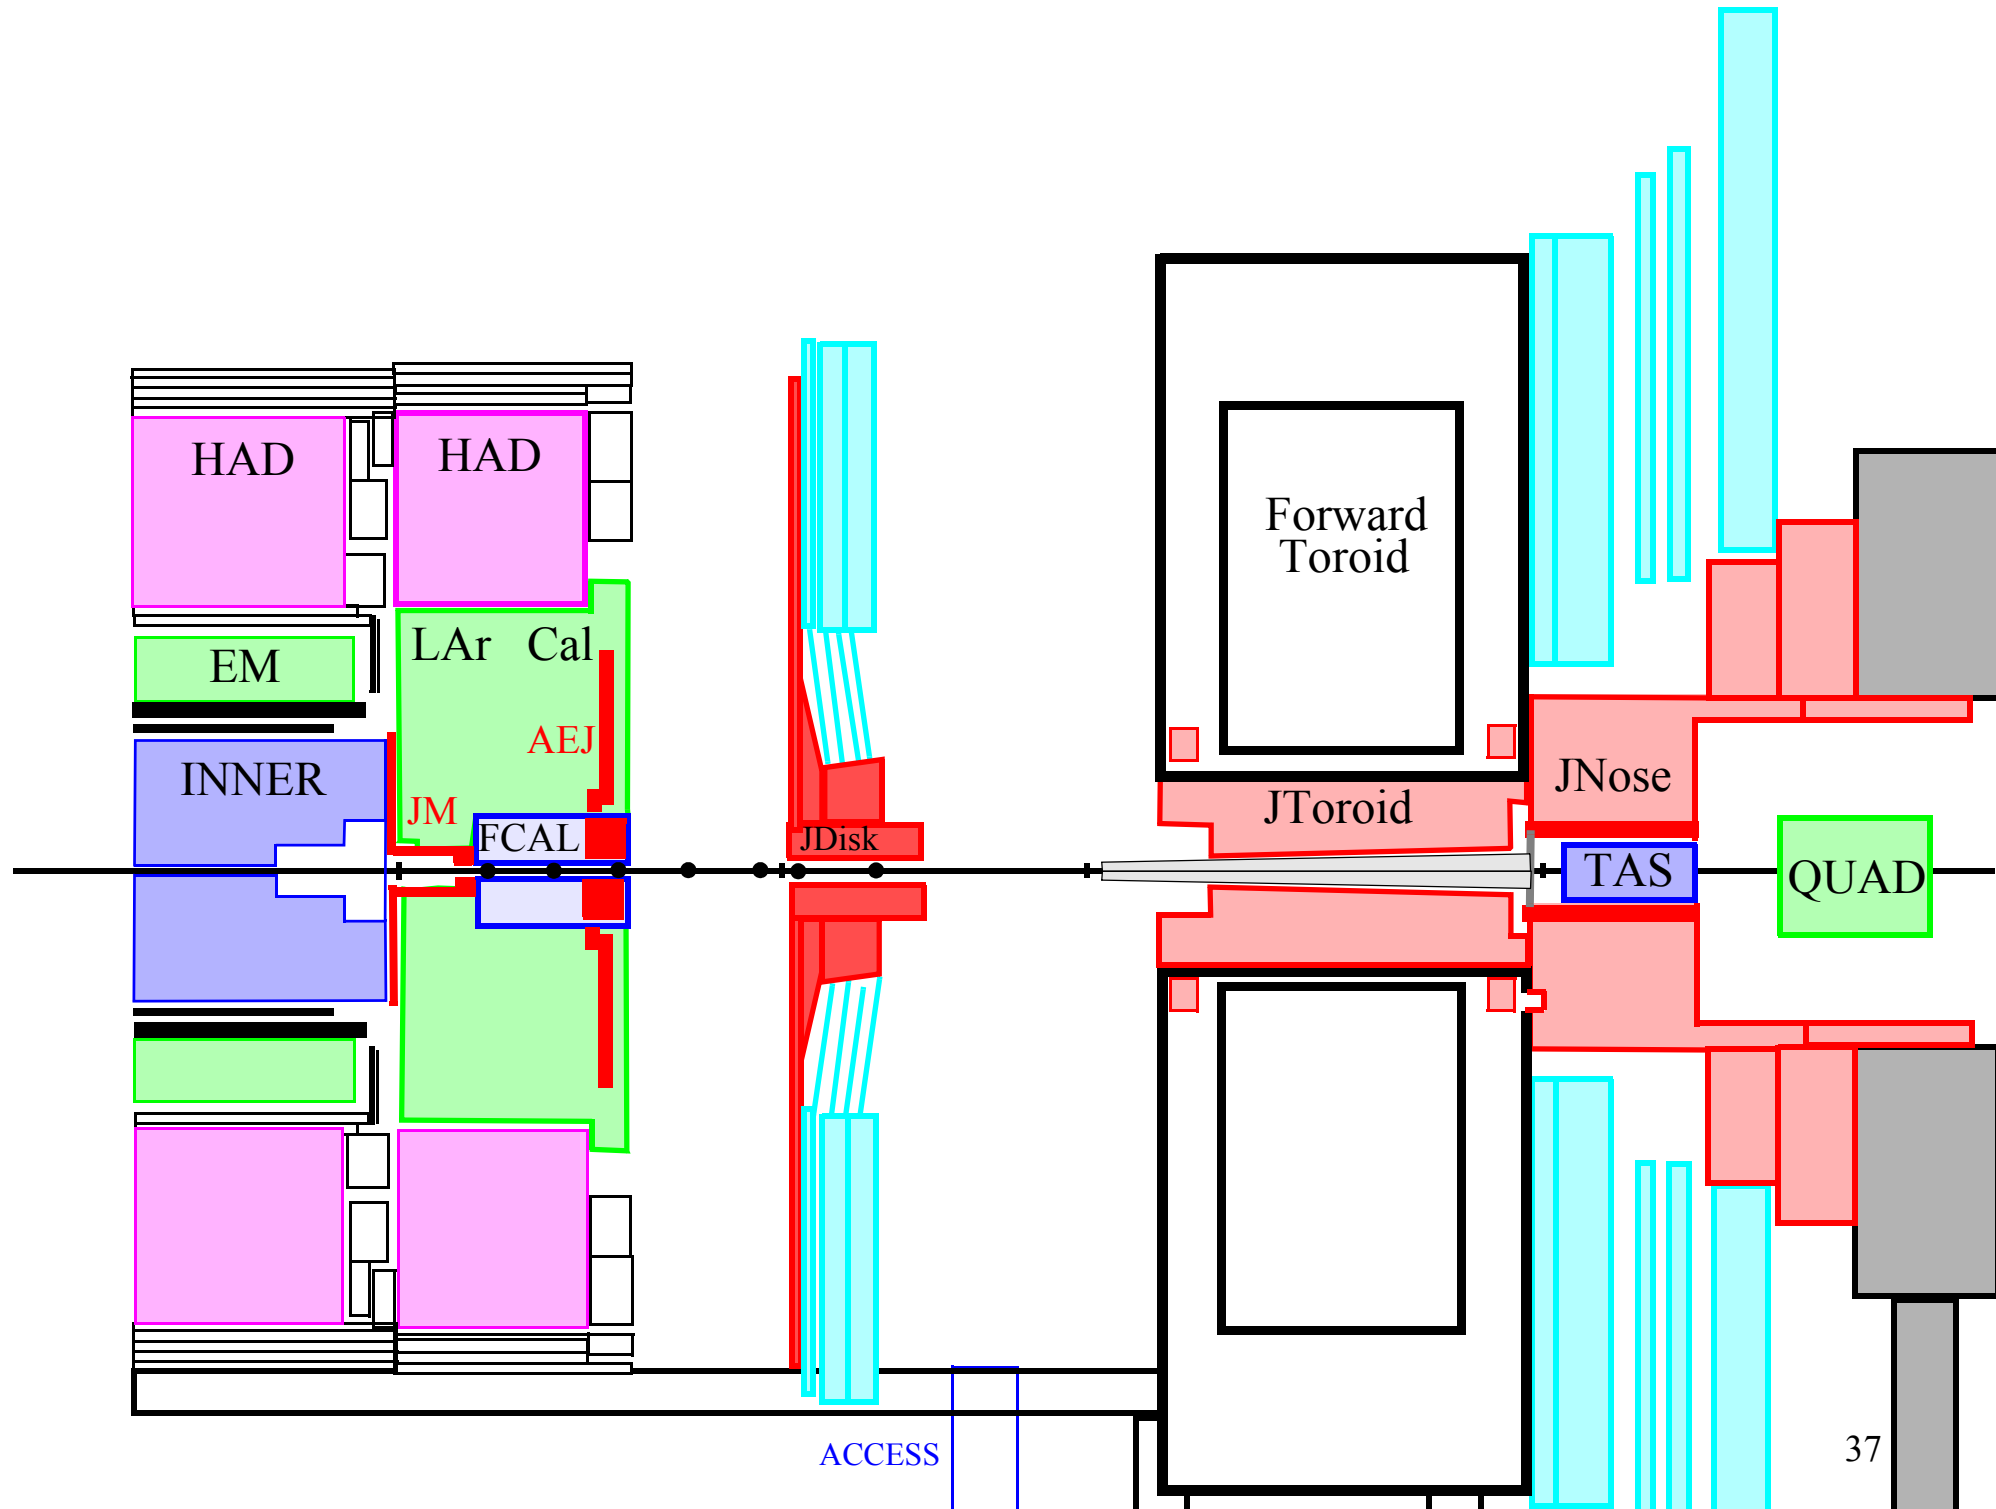 HAD
HAD
Forward
Toroid
LAr Cal
EM
AEJ
INNER
JM
JNose
JToroid
FCAL
JDisk
TAS
QUAD
ACCESS
37